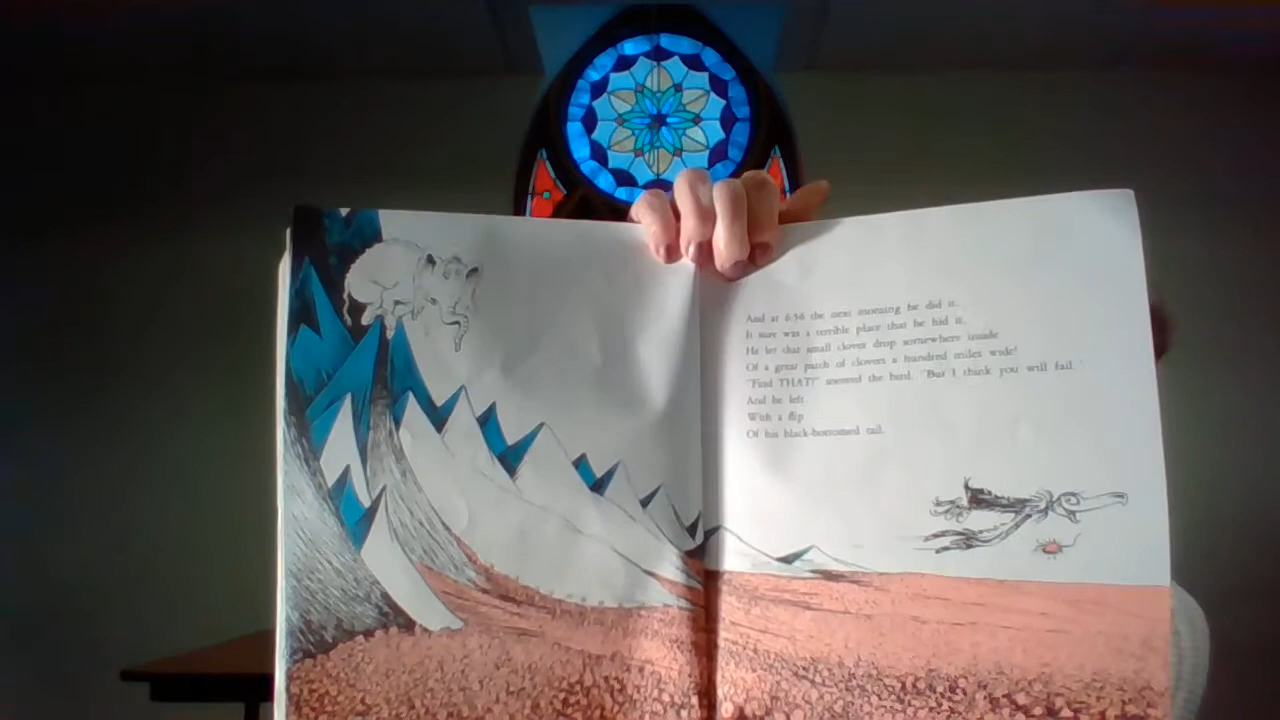 And at 6:56 the next morning he did it.
It sure was a terrible place that he hid it.
He let that small clover drop somewhere inside
Of a great patch of clovers a hundred miles wide!
"Find THAT!" sneered the bird. "But I think you will fail."
And he left
With a flip
Of his black-bottomed tail.